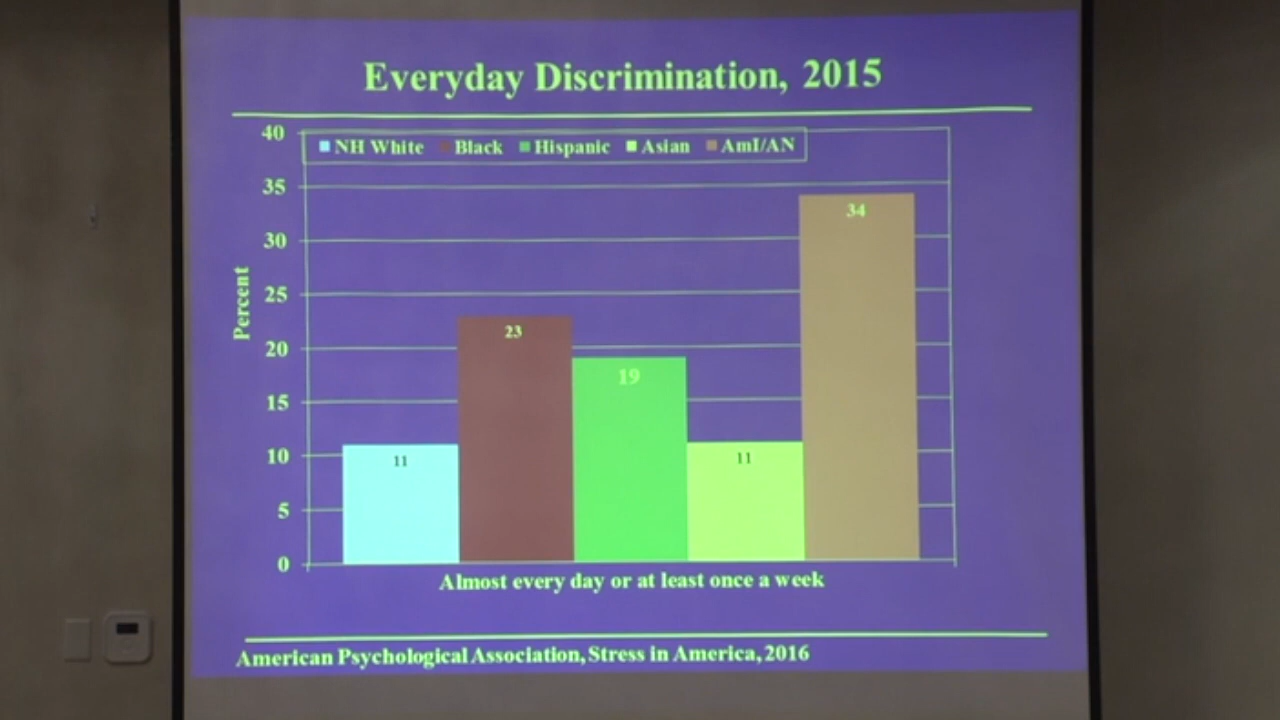 Everyday Discrimination, 2015
40
NH White Black Hispanic Asian AmI/AN
35
34
30
25
Percent
23
20
19
15
10
11
11
5
0
Almost every day or at least once a week
American Psychological Association, Stress in America, 2016